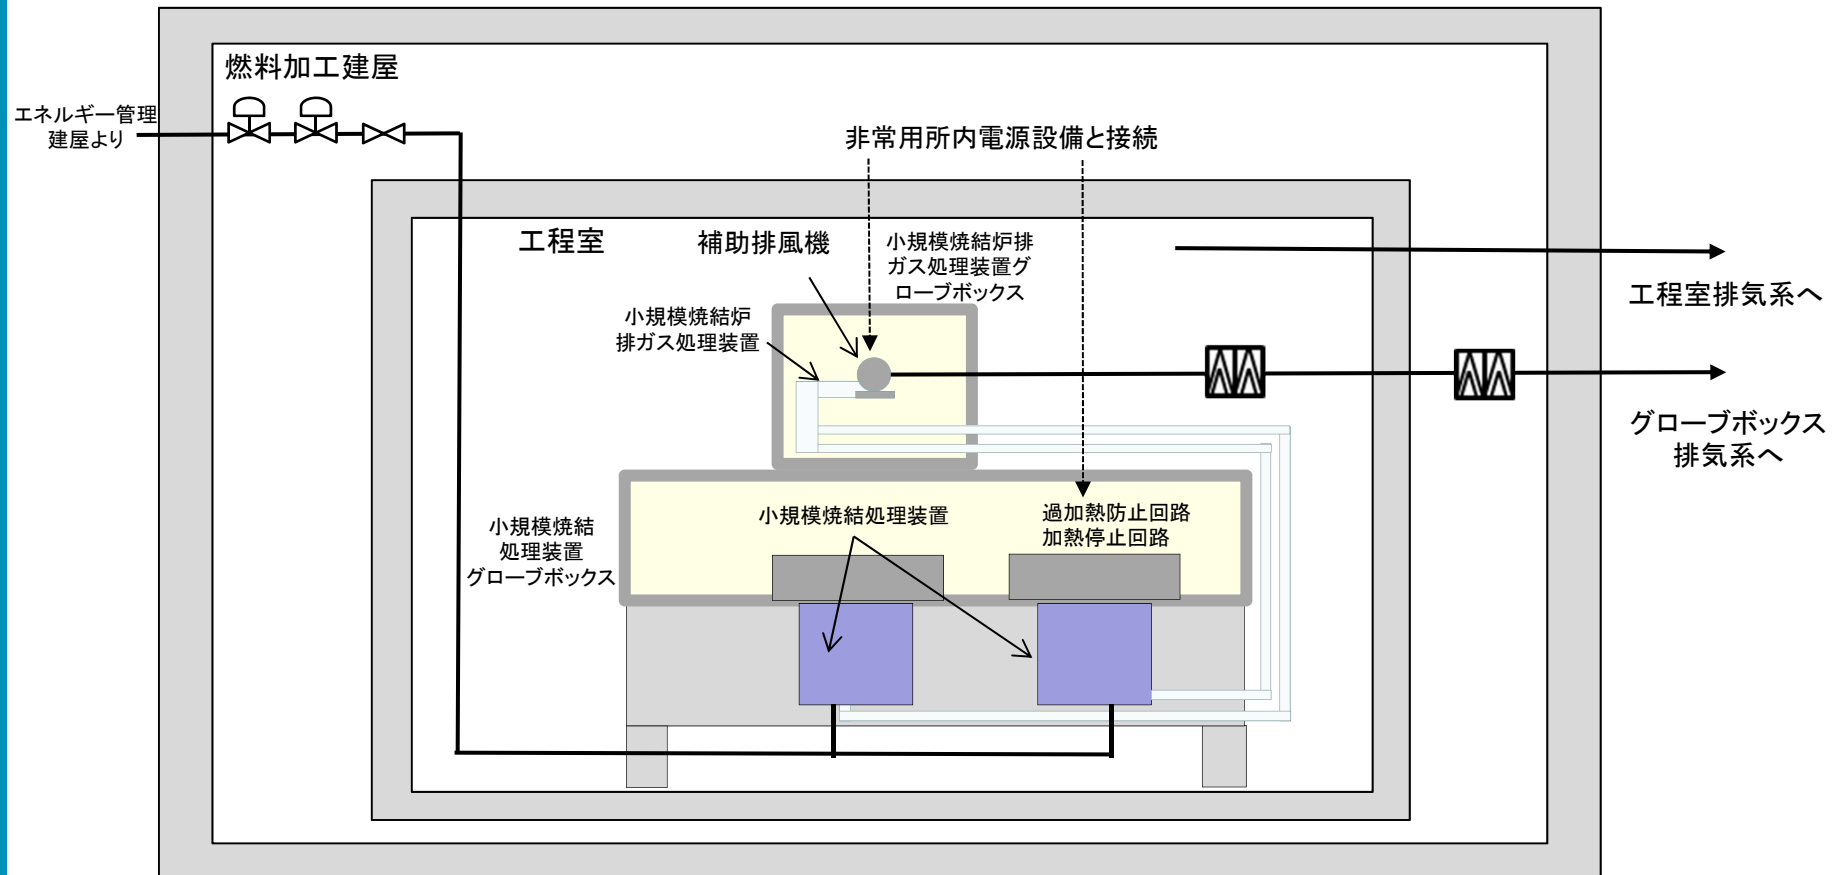 燃料加工建屋
エネルギー管理
建屋より
非常用所内電源設備と接続
工程室
補助排風機
小規模焼結炉排
ガス処理装置グ
ローブボックス
工程室排気系へ
小規模焼結炉
排ガス処理装置
グローブボックス
排気系へ
小規模焼結
処理装置
グローブボックス
小規模焼結処理装置
過加熱防止回路
加熱停止回路